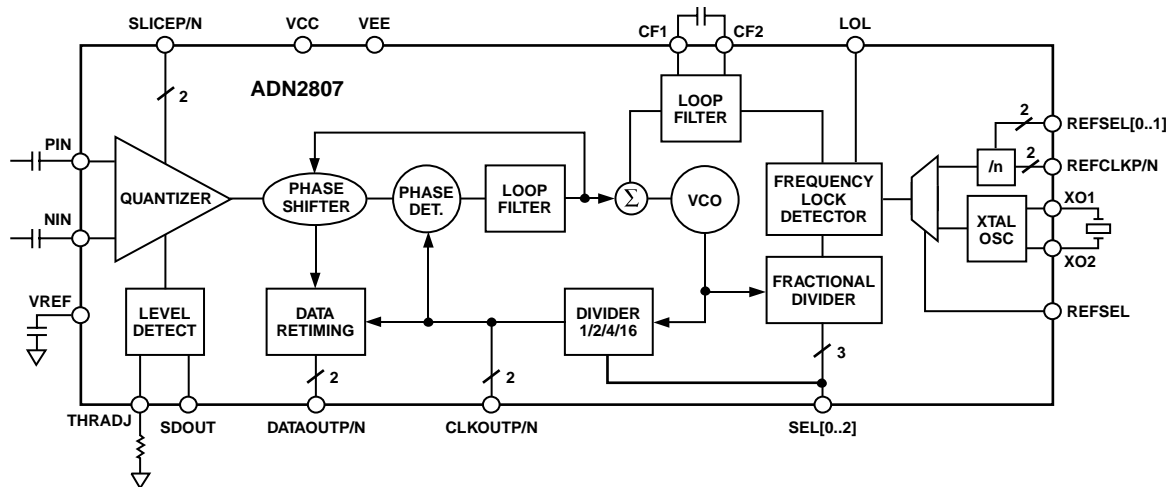 SLICEP/N
VCC
VEE
CF1
CF2
LOL
ADN2807
2
LOOP
FILTER
2
REFSEL[0..1]
PIN
/n
2
REFCLKP/N
QUANTIZER
PHASE
SHIFTER
PHASE
DET.
LOOP
FILTER
Σ
VCO
FREQUENCY
LOCK
DETECTOR
XTAL
OSC
XO1
NIN
XO2
VREF
LEVEL
DETECT
DATA
RETIMING
DIVIDER
1/2/4/16
FRACTIONAL
DIVIDER
REFSEL
2
2
3
THRADJ
SDOUT
DATAOUTP/N
CLKOUTP/N
SEL[0..2]